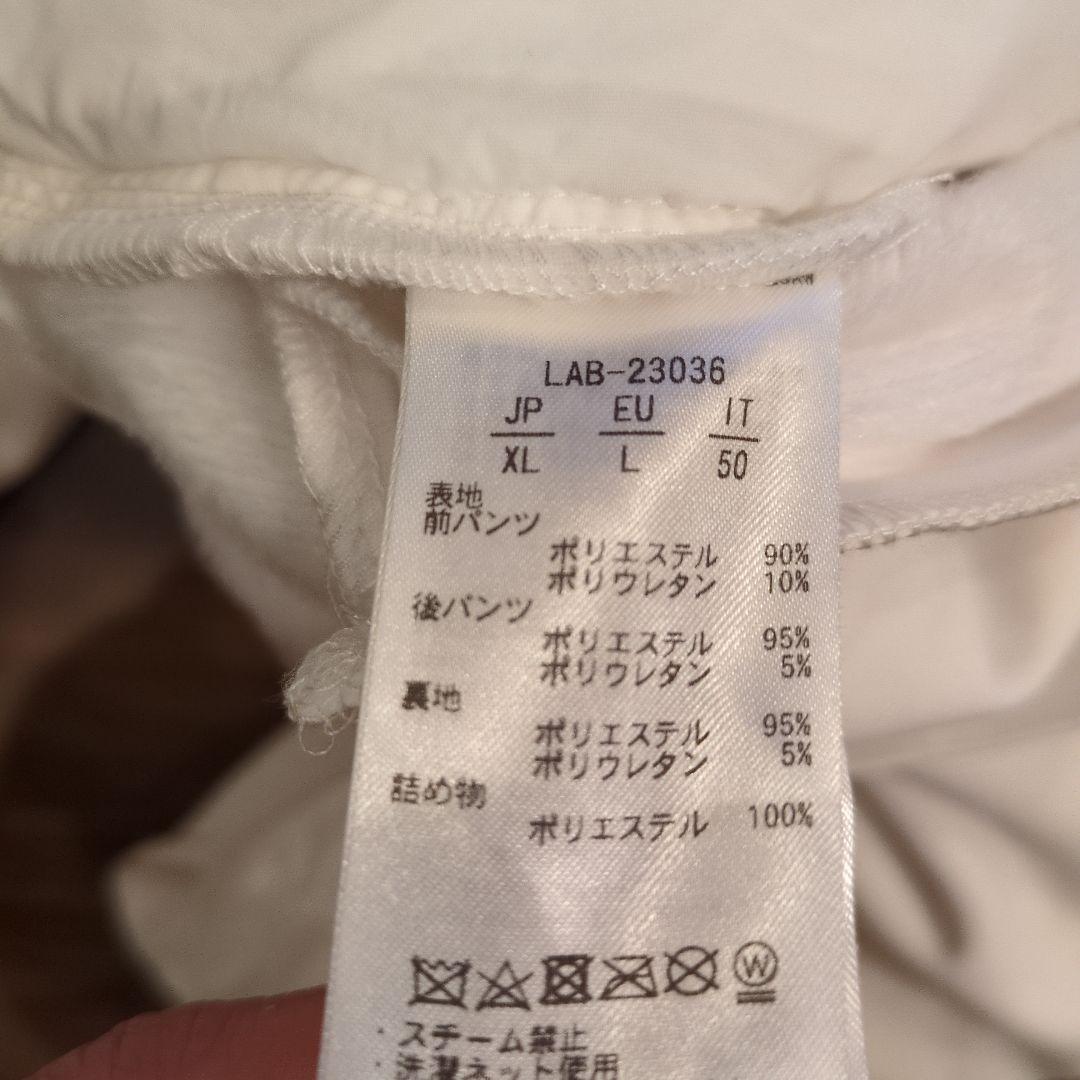 LAB-23036
JP EU IT
XL L 50
表地
前パンツ
ポリエステル 90%
ポリウレタン 10%
後パンツ
ポリエステル 95%
ポリウレタン 5%
裏地
ポリエステル 95%
ポリウレタン 5%
詰め物
ポリエステル 100%
W
・スチーム禁止
・洗濯ネット使用